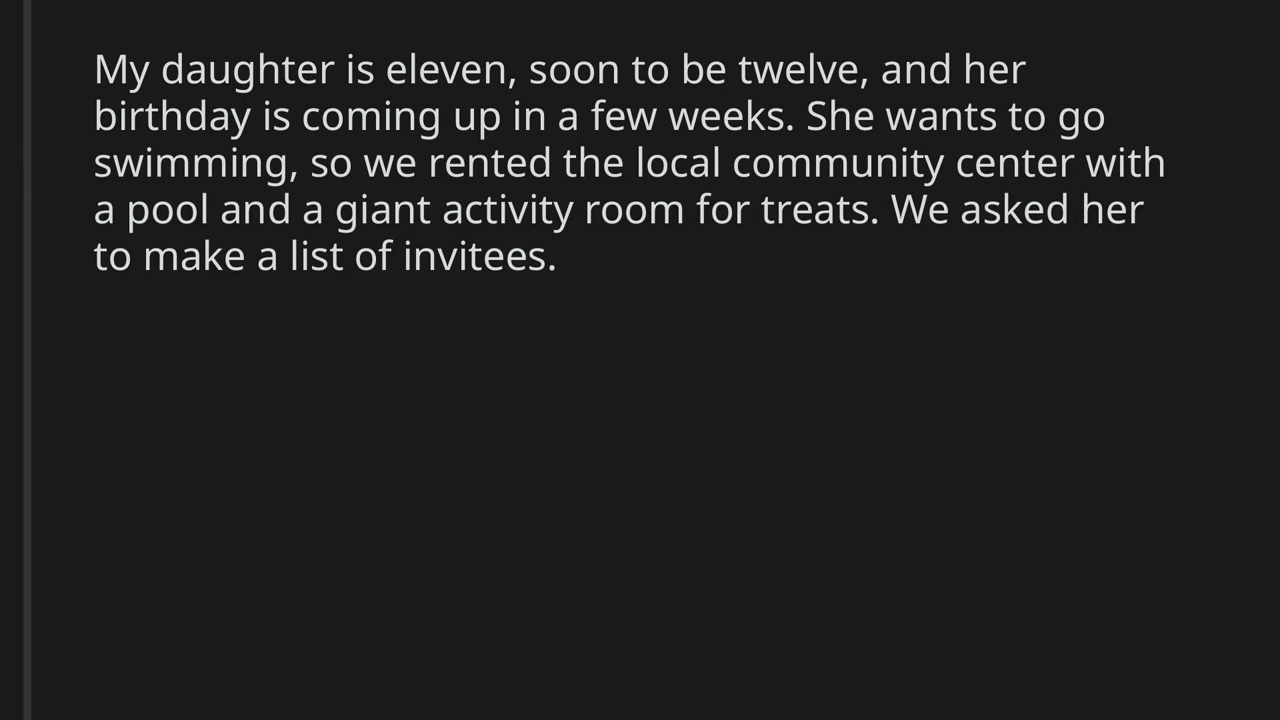 My daughter is eleven, soon to be twelve, and her
birthday is coming up in a few weeks. She wants to go
swimming, so we rented the local community center with
a pool and a giant activity room for treats. We asked her
to make a list of invitees.